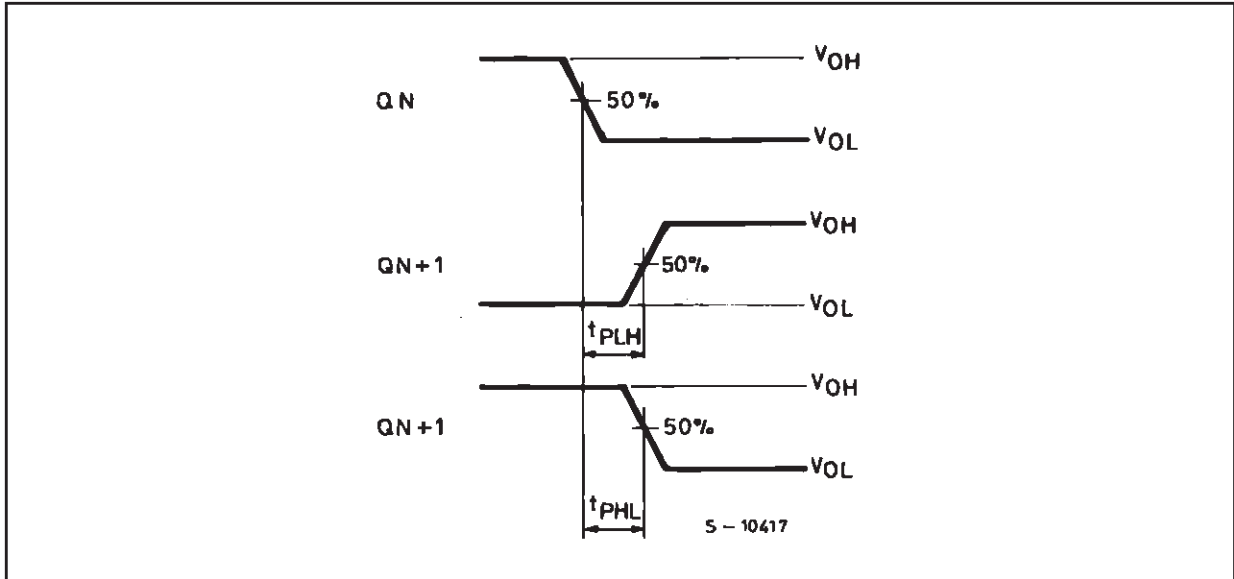 VOH
QN
50%
VOL
VOH
QN+1
50%
VOL
tPLH
VOH
QN+1
50%
VOL
tPHL
S - 10417